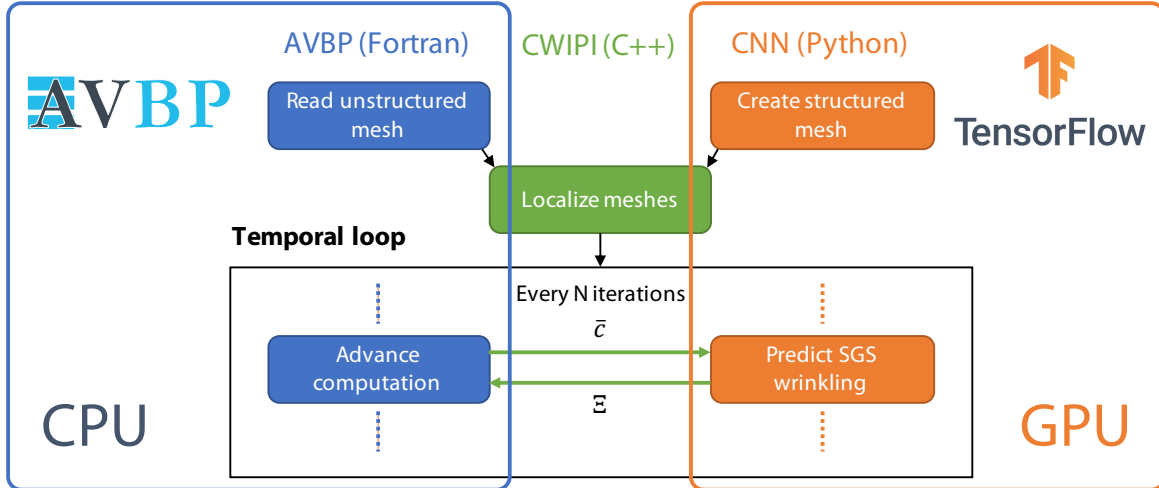 AVBP (Fortran)
CWIPI (C++)
CNN (Python)
AVBP
Read unstructured
mesh
Create structured
mesh
TensorFlow
Localize meshes
Temporal loop
Every N iterations
c̄
Advance
computation
Predict SGS
wrinkling
Ξ
CPU
GPU